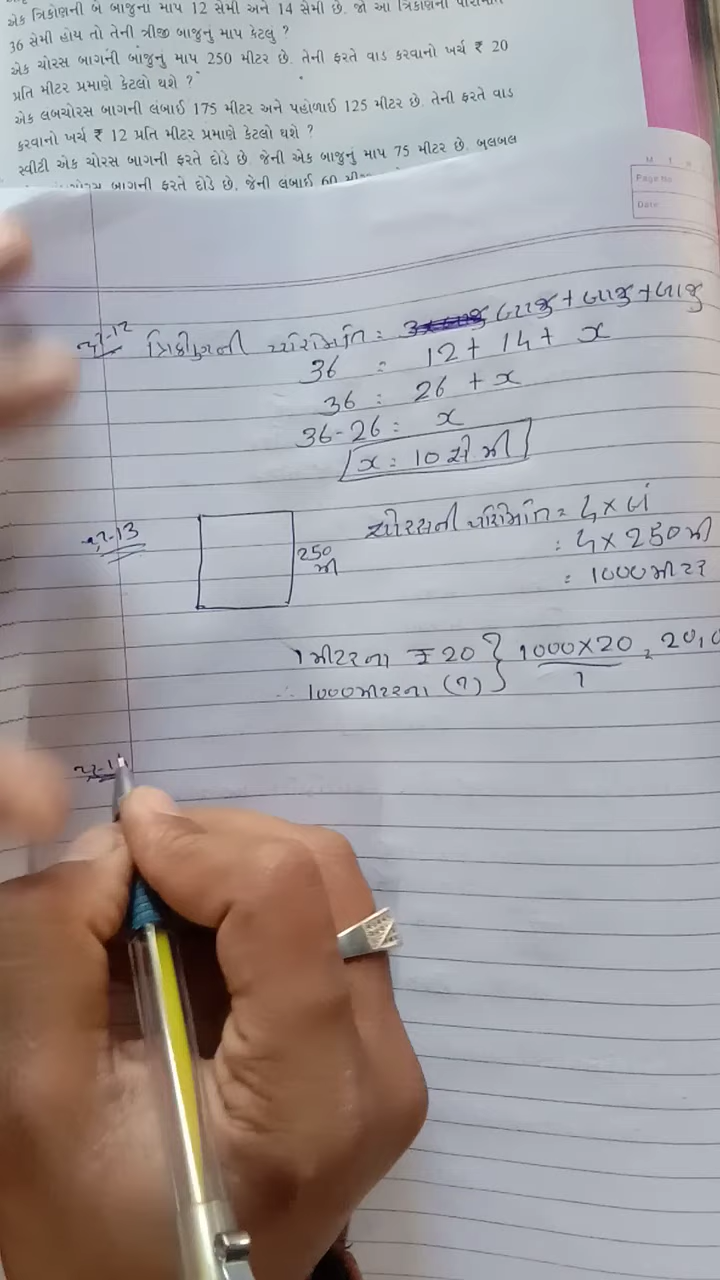 એક ત્રિકોણની બે બાજુનાં માપ 12 સેમી અને 14 સેમી છે. જો આ ત્રિકોણની
36 સેમી હોય તો તેની ત્રીજી બાજુનું માપ કેટલું ?
એક ચોરસ બાગની બાજુનું માપ 250 મીટર છે. તેની ફરતે વાડ કરવાનો ખર્ચ ₹ 20
પ્રતિ મીટર પ્રમાણે કેટલો થશે ?
એક લંબચોરસ બાગની લંબાઈ 175 મીટર અને પહોળાઈ 125 મીટર છે. તેની ફરતે વાડ
કરવાનો ખર્ચ ₹ 12 પ્રતિ મીટર પ્રમાણે કેટલો થશે ?
સ્વીટી એક ચોરસ બાગની ફરતે દોડે છે. જેની એક બાજુનું માપ 75 મીટર છે. બુલબુલ
બાગની ફરતે દોડે છે, જેની લંબાઈ 60
Page No
Date
-12 ત્રિકોણની પરિમિતિ = બાજુ + બાજુ + બાજુ
36 = 12 + 14 + x
36 = 26 + x
36 - 26 = x
x = 10 સેમી
-13 250 મી ચોરસની પરિમિતિ = 4 × લં
= 4 × 250 મી
= 1000 મીટર
1 મીટરના ₹ 20 } 1000 × 20 = 20,0
∴ 1000 મીટરના (?) } 1